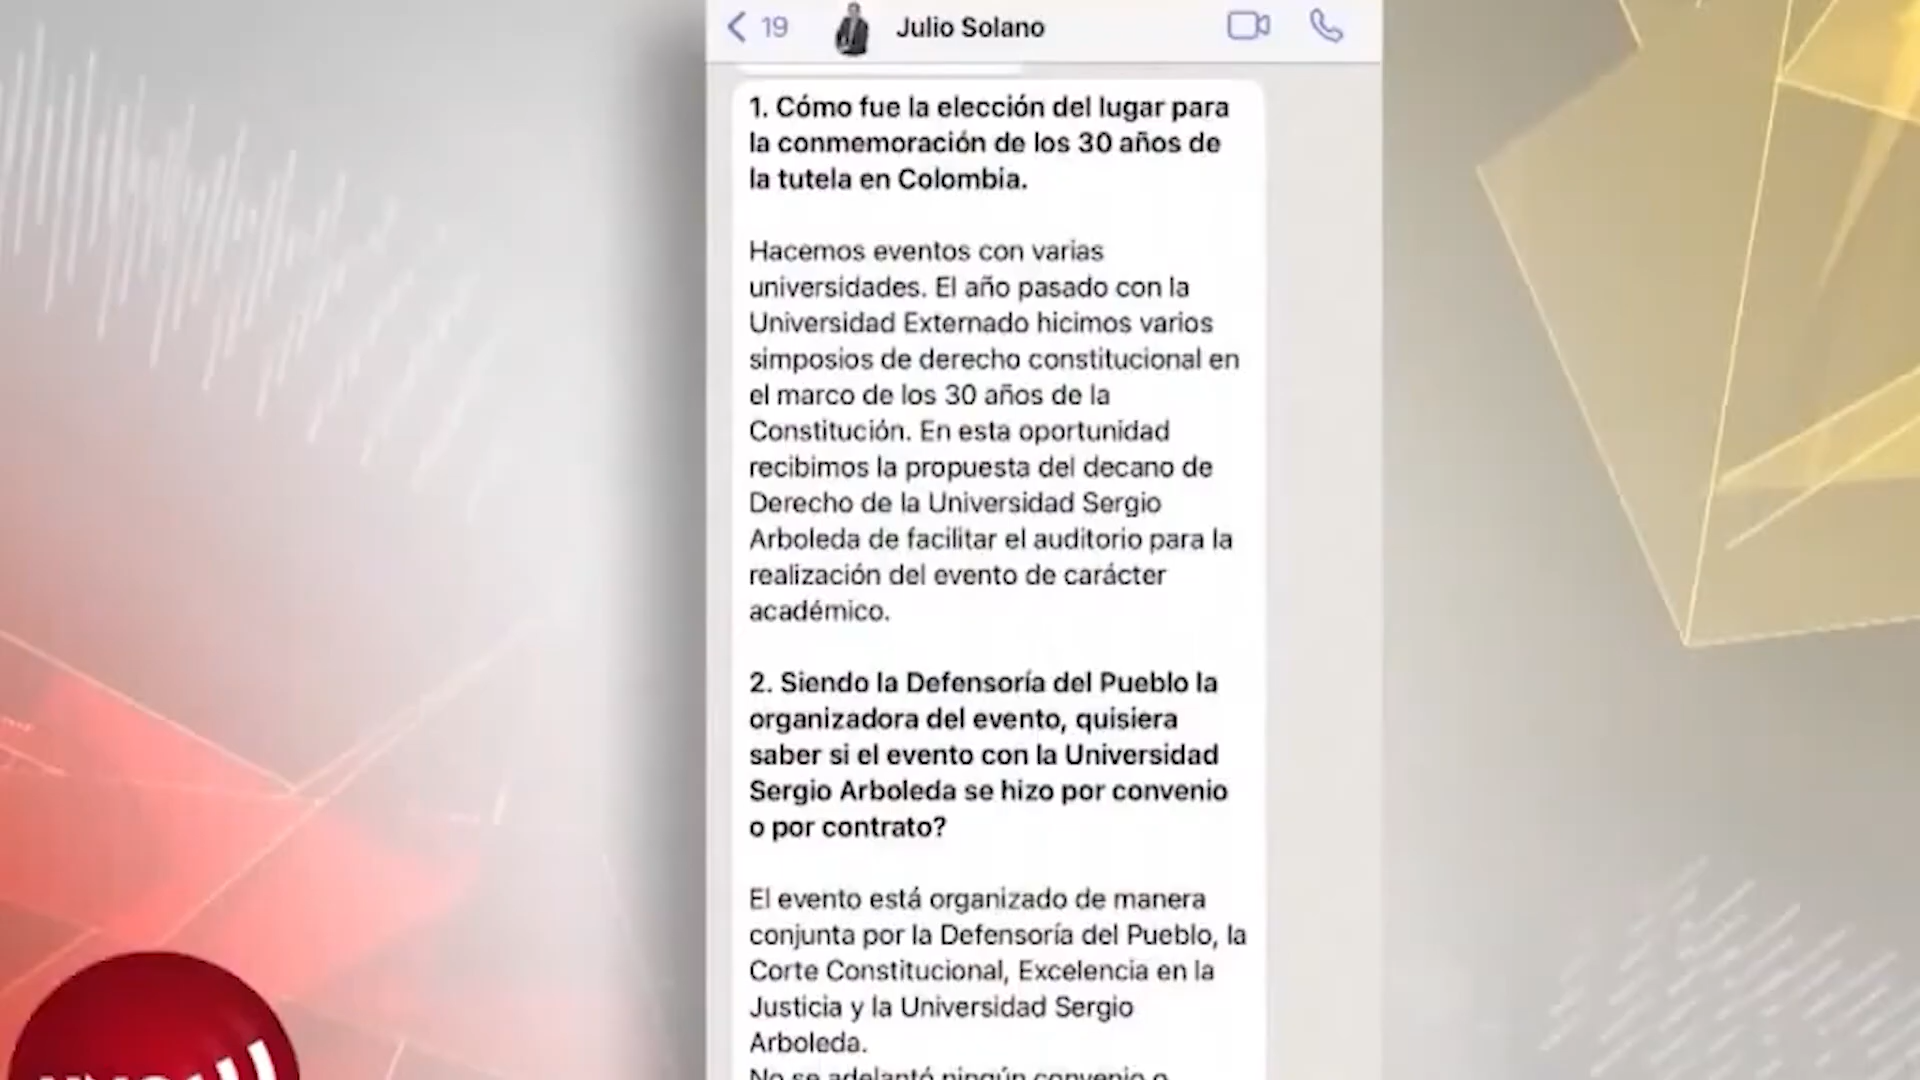 19
Julio Solano
1. Cómo fue la elección del lugar para
la conmemoración de los 30 años de
la tutela en Colombia.
Hacemos eventos con varias
universidades. El año pasado con la
Universidad Externado hicimos varios
simposios de derecho constitucional en
el marco de los 30 años de la
Constitución. En esta oportunidad
recibimos la propuesta del decano de
Derecho de la Universidad Sergio
Arboleda de facilitar el auditorio para la
realización del evento de carácter
académico.
2. Siendo la Defensoría del Pueblo la
organizadora del evento, quisiera
saber si el evento con la Universidad
Sergio Arboleda se hizo por convenio
o por contrato?
El evento está organizado de manera
conjunta por la Defensoría del Pueblo, la
Corte Constitucional, Excelencia en la
Justicia y la Universidad Sergio
Arboleda.
No se adelantó ningún convenio o